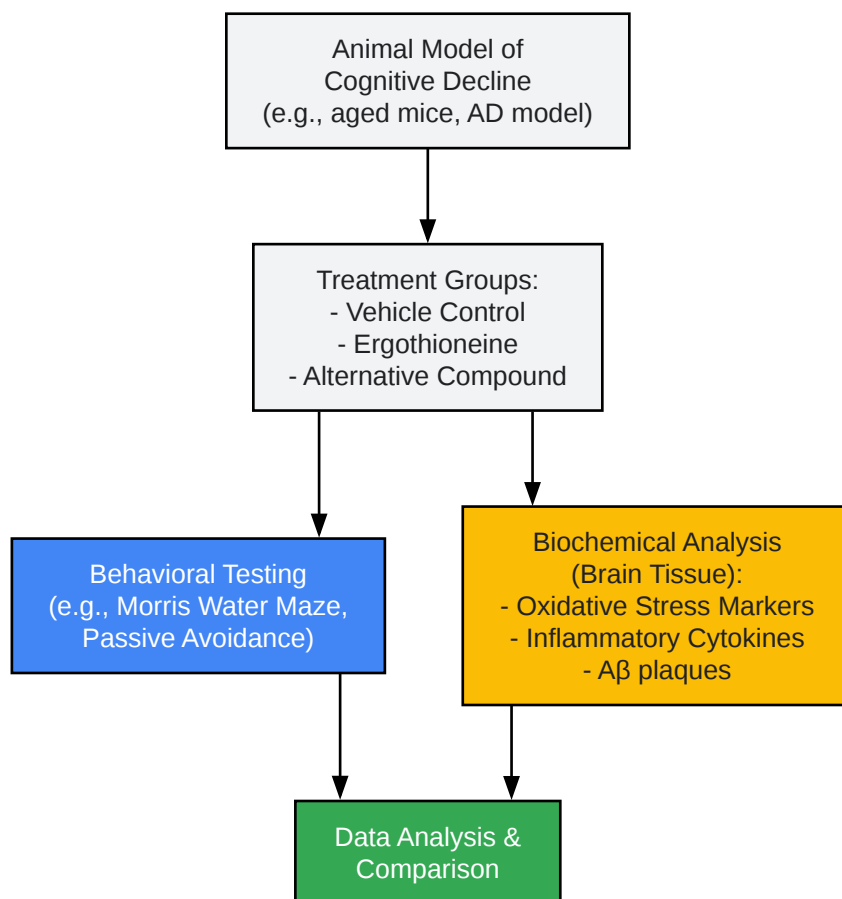 Animal Model of
Cognitive Decline
(e.g., aged mice, AD model)
Treatment Groups:
- Vehicle Control
- Ergothioneine
- Alternative Compound
Behavioral Testing
(e.g., Morris Water Maze,
Passive Avoidance)
Biochemical Analysis
(Brain Tissue):
- Oxidative Stress Markers
- Inflammatory Cytokines
- Aβ plaques
Data Analysis &
Comparison